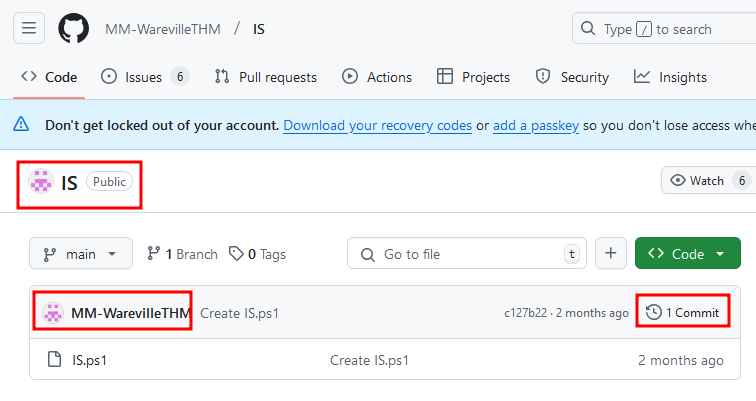 MM-WarevilleTHM / IS
Type / to search
Code Issues 6 Pull requests Actions Projects Security Insights
Don't get locked out of your account. Download your recovery codes or add a passkey so you don't lose access whe
IS Public
Watch 6
main 1 Branch 0 Tags Go to file t + Code
MM-WarevilleTHM Create IS.ps1 c127b22 · 2 months ago 1 Commit
IS.ps1 Create IS.ps1 2 months ago